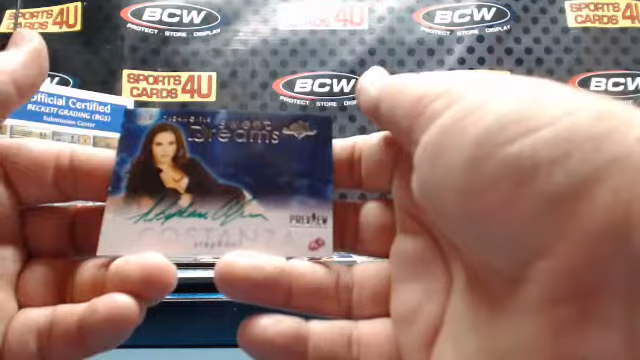 SPORTS CARDS 4U
BCW
PROTECT · STORE · DISPLAY
SPORTS CARDS 4U
BCW
PROTECT · STORE · DISPLAY
SPORTS CARDS 4U
SPORTS CARDS 4U
BCW
PROTECT · STORE · DISPLAY
BCW
Official Certified
BECKETT GRADING (BGS)
Submission Center
Sweet
Dreams
PREVIEW
COSTANZA